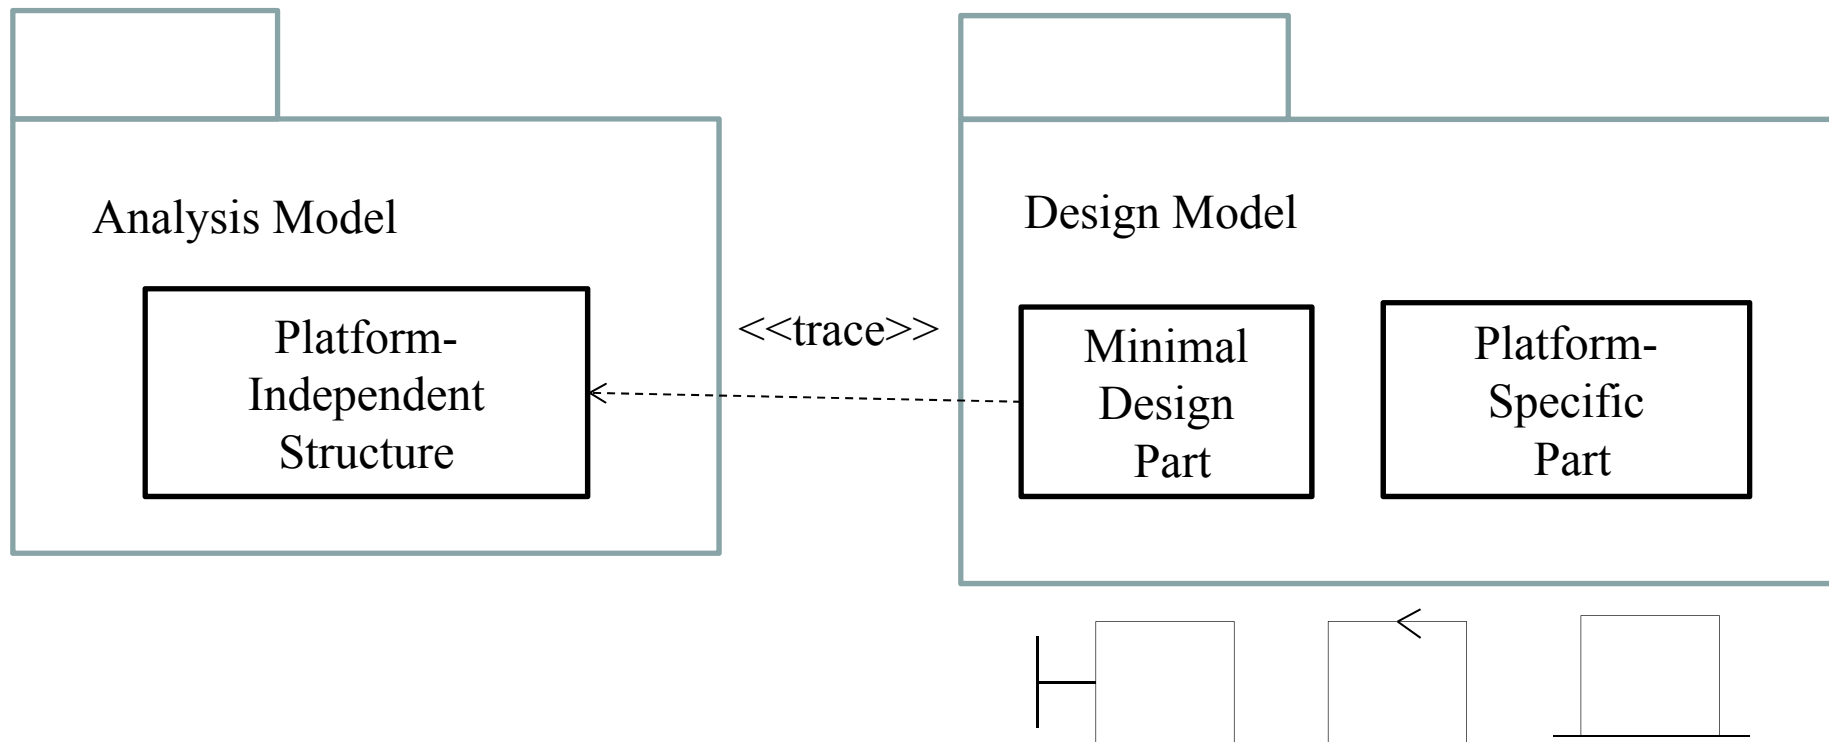 Analysis Model
Platform-
Independent
Structure
<<trace>>
Design Model
Minimal
Design
Part
Platform-
Specific
Part